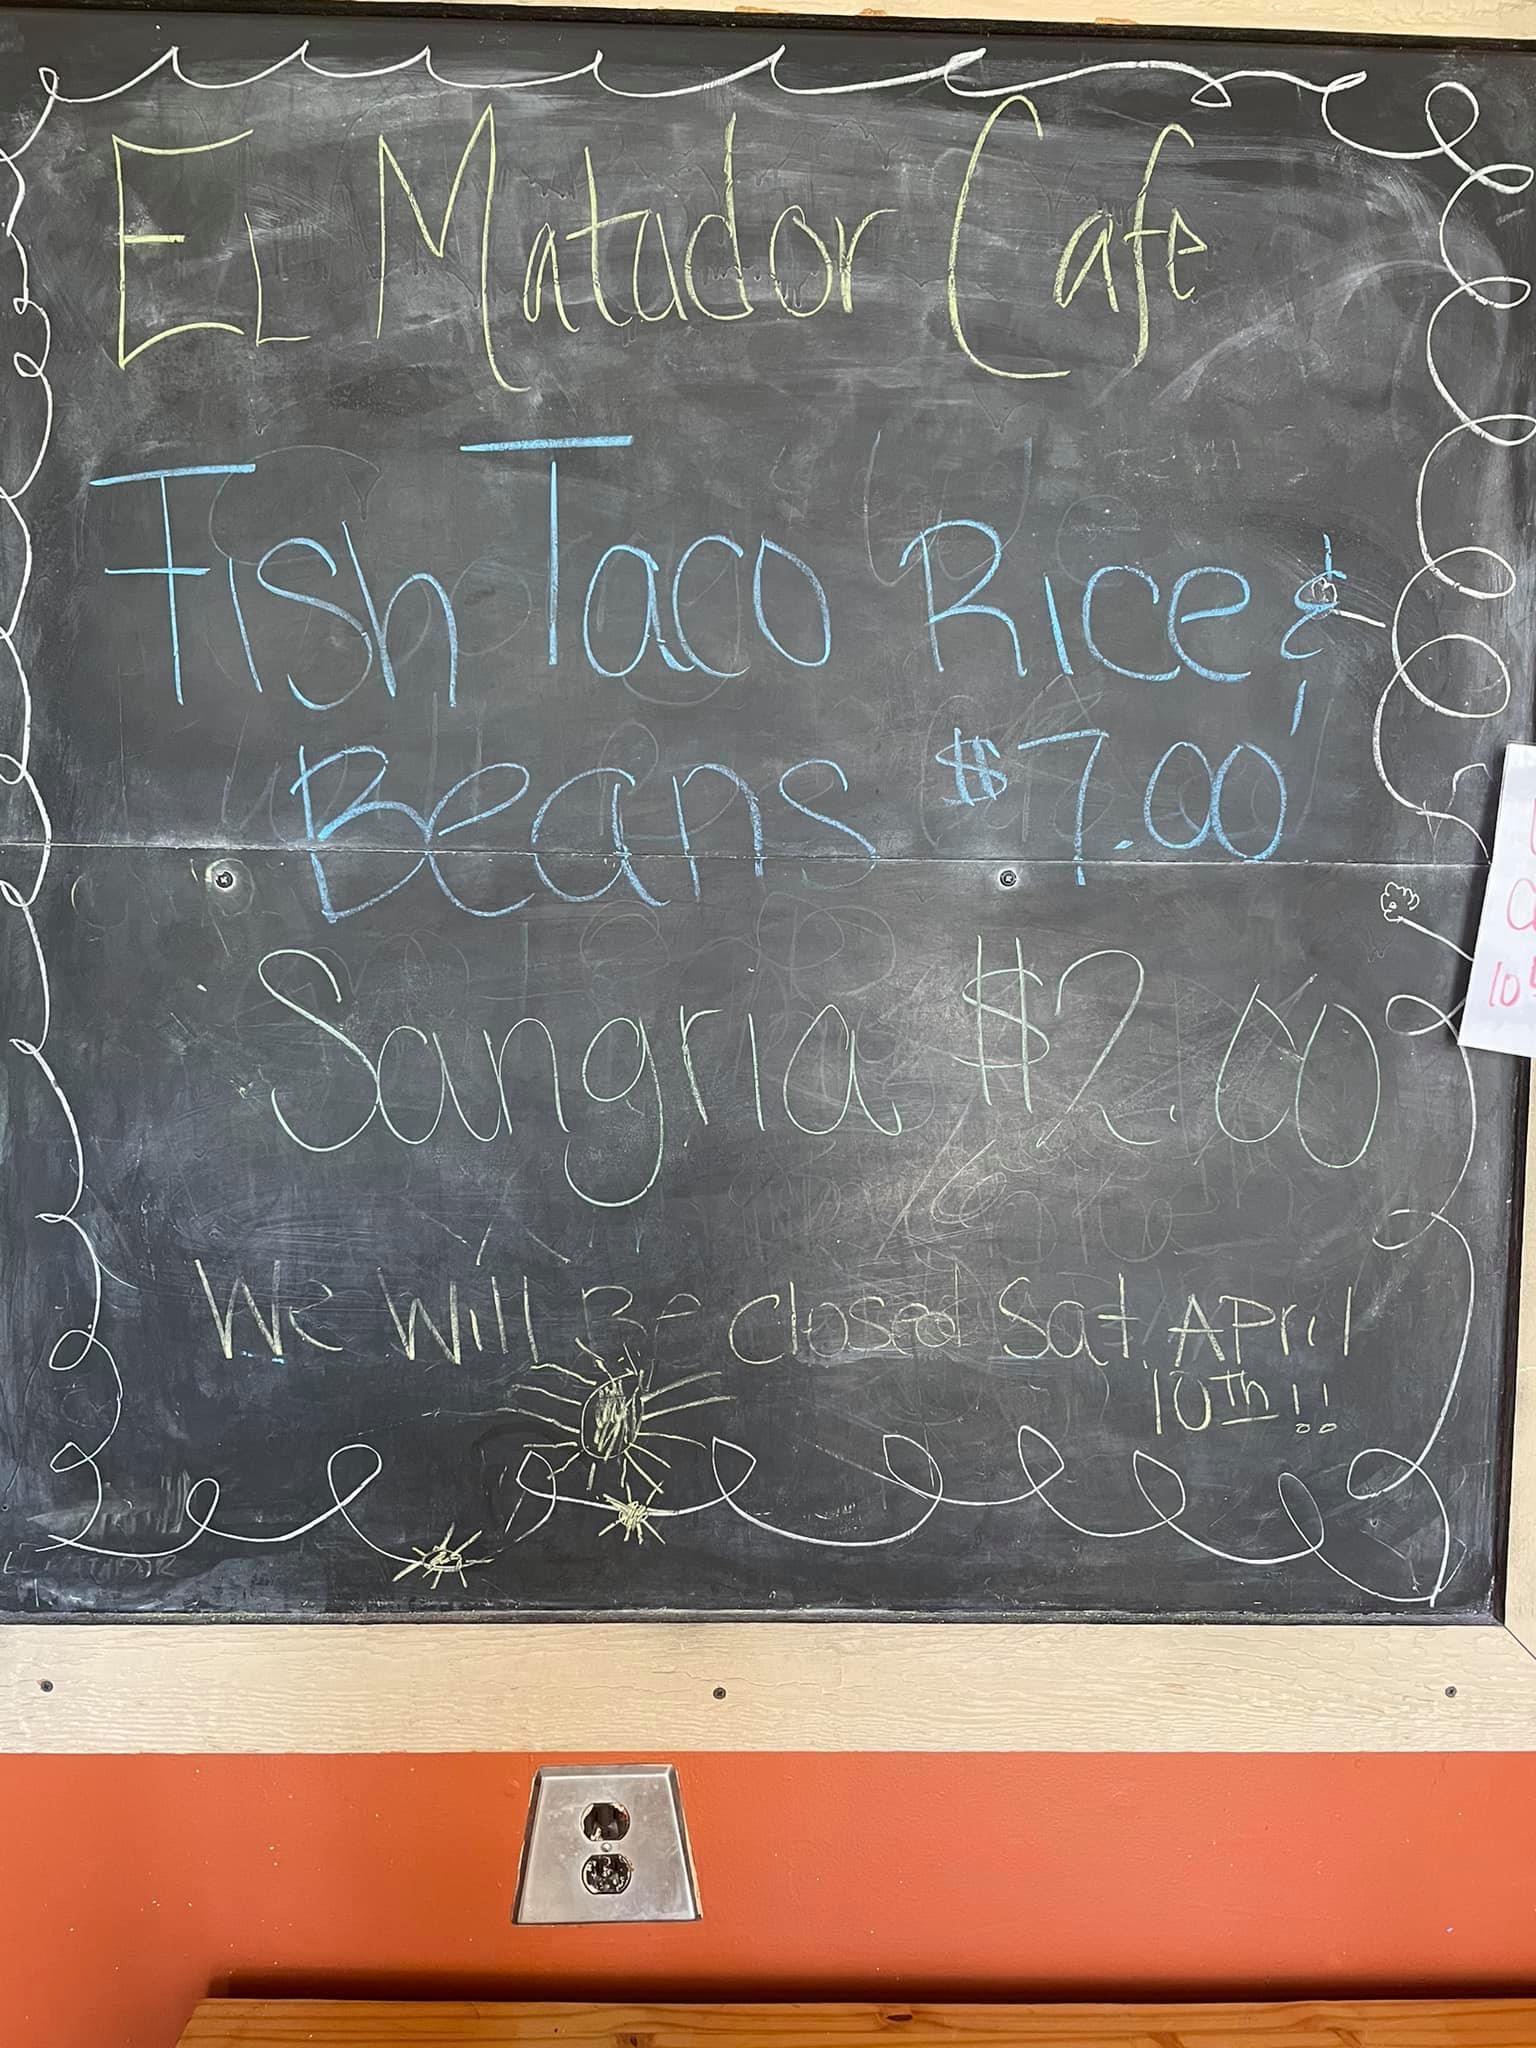 El Matador Cafe
Fish Taco Rice &
Beans $7.00
Sangria $2.00
We Will Be Closed Sat. April
10th!!